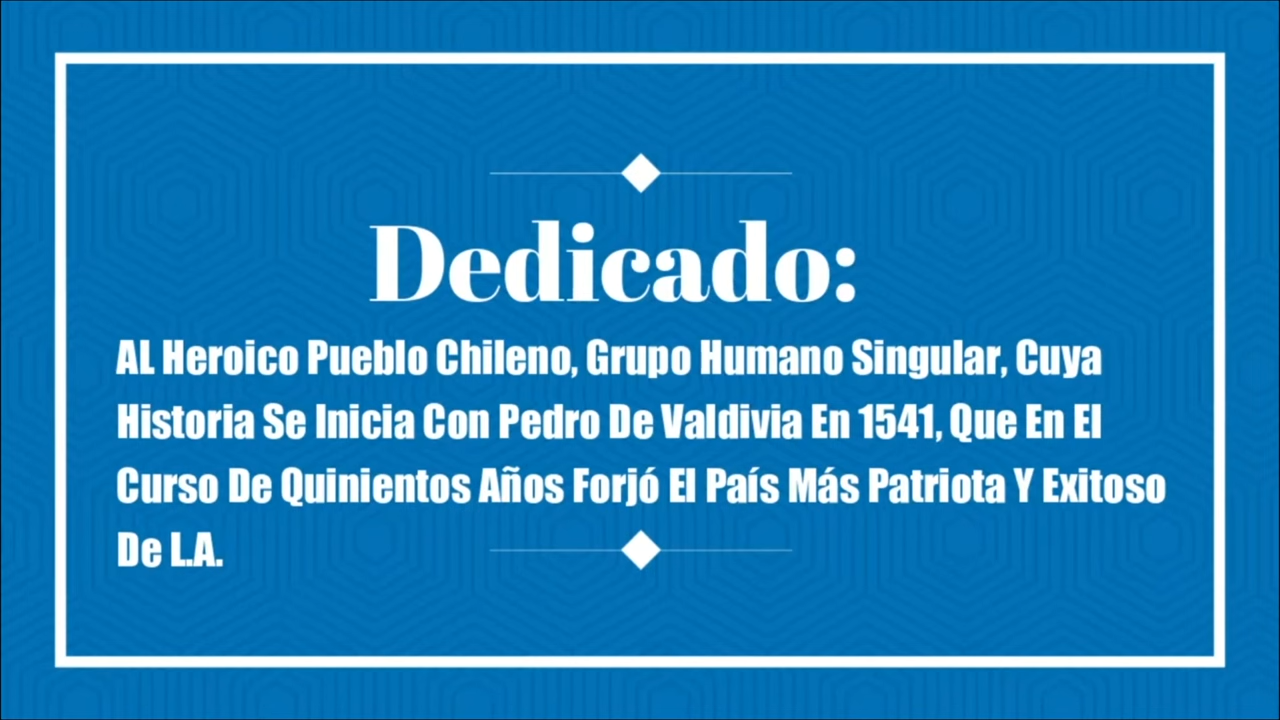 Dedicado:
AL Heroico Pueblo Chileno, Grupo Humano Singular, Cuya
Historia Se Inicia Con Pedro De Valdivia En 1541, Que En El
Curso De Quinientos Años Forjó El País Más Patriota Y Exitoso
De L.A.